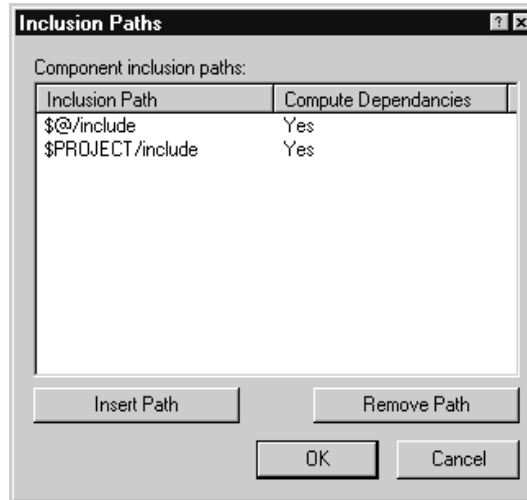 Inclusion Paths
Component inclusion paths:
Inclusion Path Compute Dependancies
$@/include Yes
$PROJECT/include Yes
Insert Path Remove Path
OK Cancel